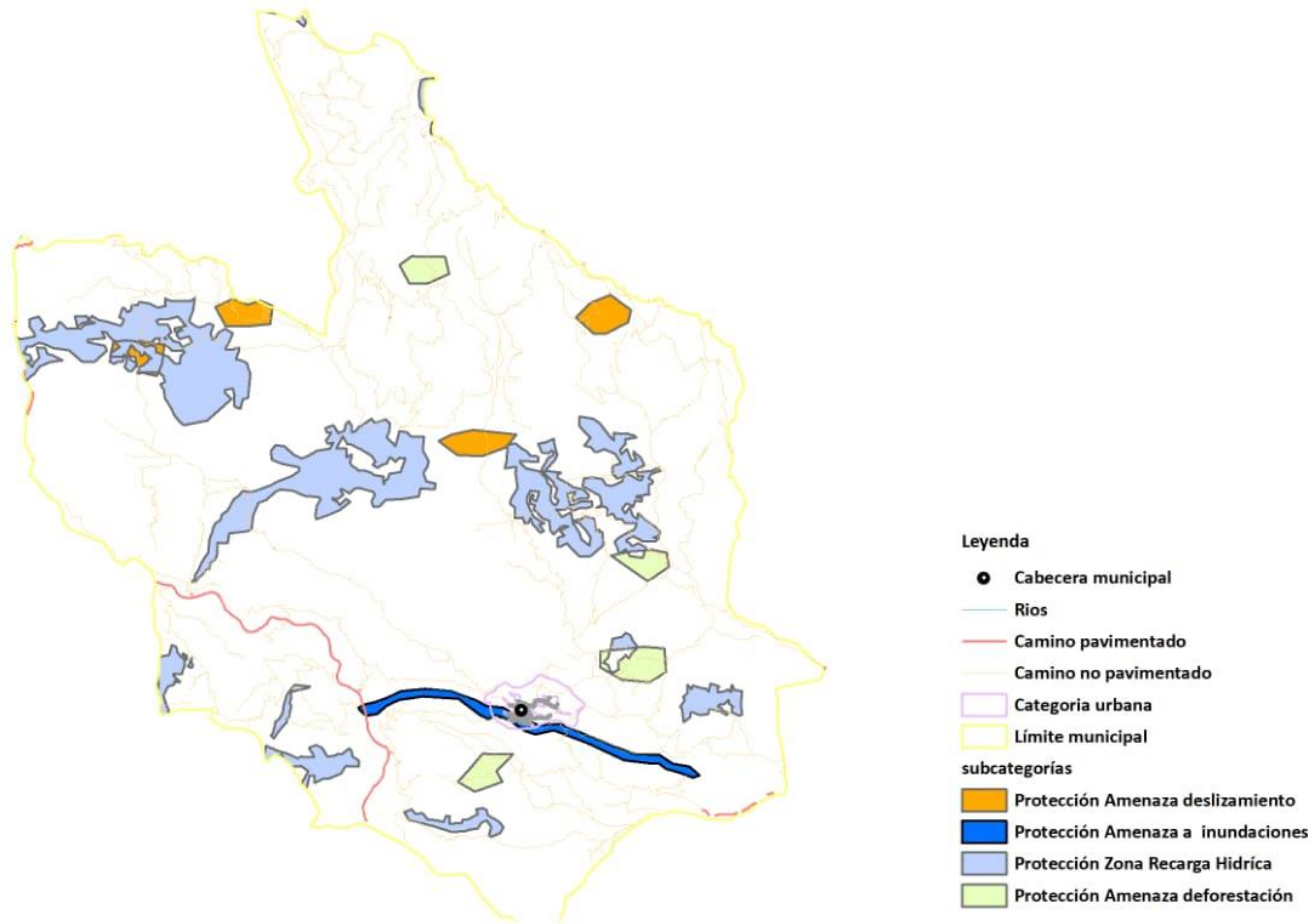 Leyenda
Cabecera municipal
Rios
Camino pavimentado
Camino no pavimentado
Categoria urbana
Límite municipal
subcategorías
Protección Amenaza deslizamiento
Protección Amenaza a inundaciones
Protección Zona Recarga Hidríca
Protección Amenaza deforestación